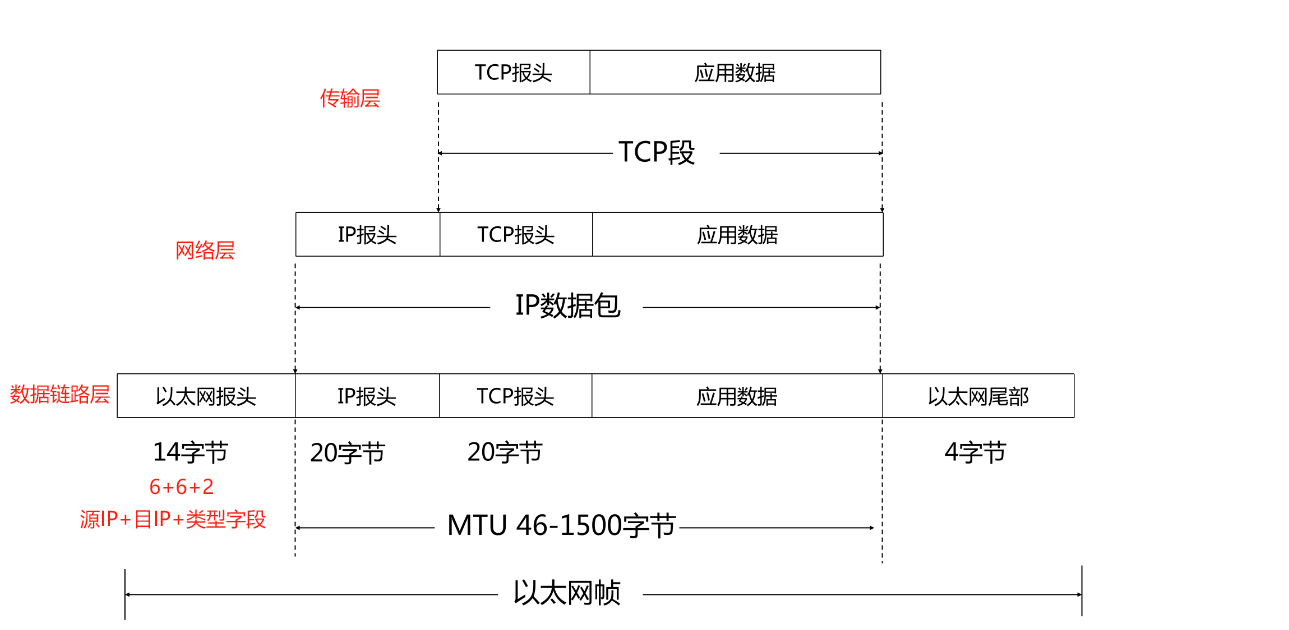 TCP报头 应用数据
传输层
TCP段
IP报头 TCP报头 应用数据
网络层
IP数据包
数据链路层 以太网报头 IP报头 TCP报头 应用数据 以太网尾部
14字节 20字节 20字节 4字节
6+6+2
源IP+目IP+类型字段
MTU 46-1500字节
以太网帧